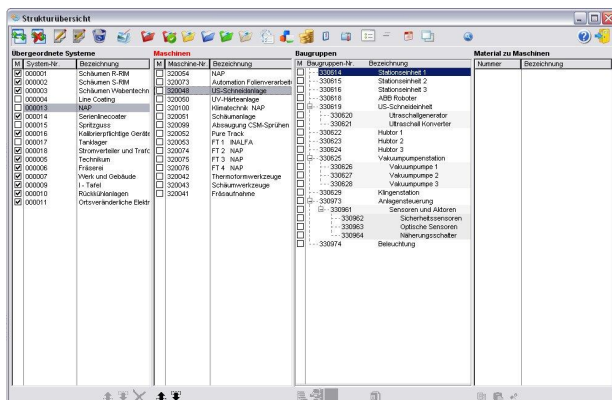 Strukturübersicht
Übergeordnete Systeme
M System-Nr. Bezeichnung
000001 Schäumen R-RIM
000002 Schäumen S-RIM
000003 Schäumen Wabentechn
000004 Line Coating
000013 NAP
000014 Serienlinecoater
000015 Spritzguss
000016 Kalibrierpflichtige Geräte
000017 Tanklager
000018 Stromverteiler und Trafo
000005 Technikum
000006 Fräserei
000007 Werk und Gebäude
000009 I - Tafel
000010 Rückkühlanlagen
000011 Ortsveränderliche Elektr
Maschinen
M Maschine-Nr. Bezeichnung
320054 NAP
320073 Automation Folienverarbeit
320048 US-Schneidanlage
320050 UV-Härteanlage
320100 Klimatechnik NAP
320051 Schäumanlage
320099 Absaugung CSM-Sprühen
320052 Pure Track
320053 FT 1 INALFA
320074 FT 2 NAP
320075 FT 3 NAP
320076 FT 4 NAP
320042 Thermoformwerkzeuge
320043 Schäumwerkzeuge
320041 Fräsaufnahme
Baugruppen
M Baugruppen-Nr. Bezeichnung
330614 Stationseinheit 1
330615 Stationseinheit 2
330616 Stationseinheit 3
330618 ABB Roboter
330619 US-Schneideinheit
330620 Ultraschallgenerator
330621 Ultraschall Konverter
330622 Hubtor 1
330623 Hubtor 2
330624 Hubtor 3
330625 Vakuumpumpenstation
330626 Vakuumpumpe 1
330627 Vakuumpumpe 2
330628 Vakuumpumpe 3
330629 Klingenstation
330973 Anlagensteuerung
330961 Sensoren und Aktoren
330962 Sicherheitssensoren
330963 Optische Sensoren
330964 Näherungsschalter
330974 Beleuchtung
Material zu Maschinen
Nummer Bezeichnung